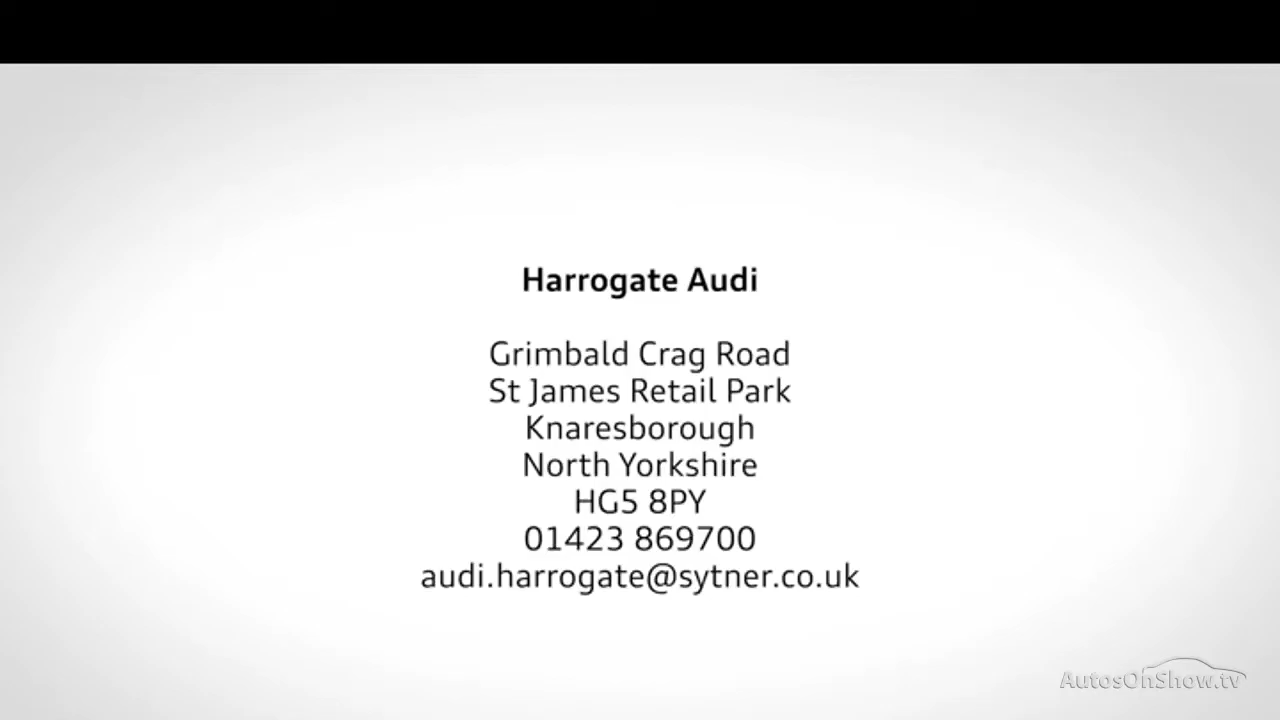 Harrogate Audi
Grimbald Crag Road
St James Retail Park
Knaresborough
North Yorkshire
HG5 8PY
01423 869700
audi.harrogate@sytner.co.uk
AutosOnShow.tv